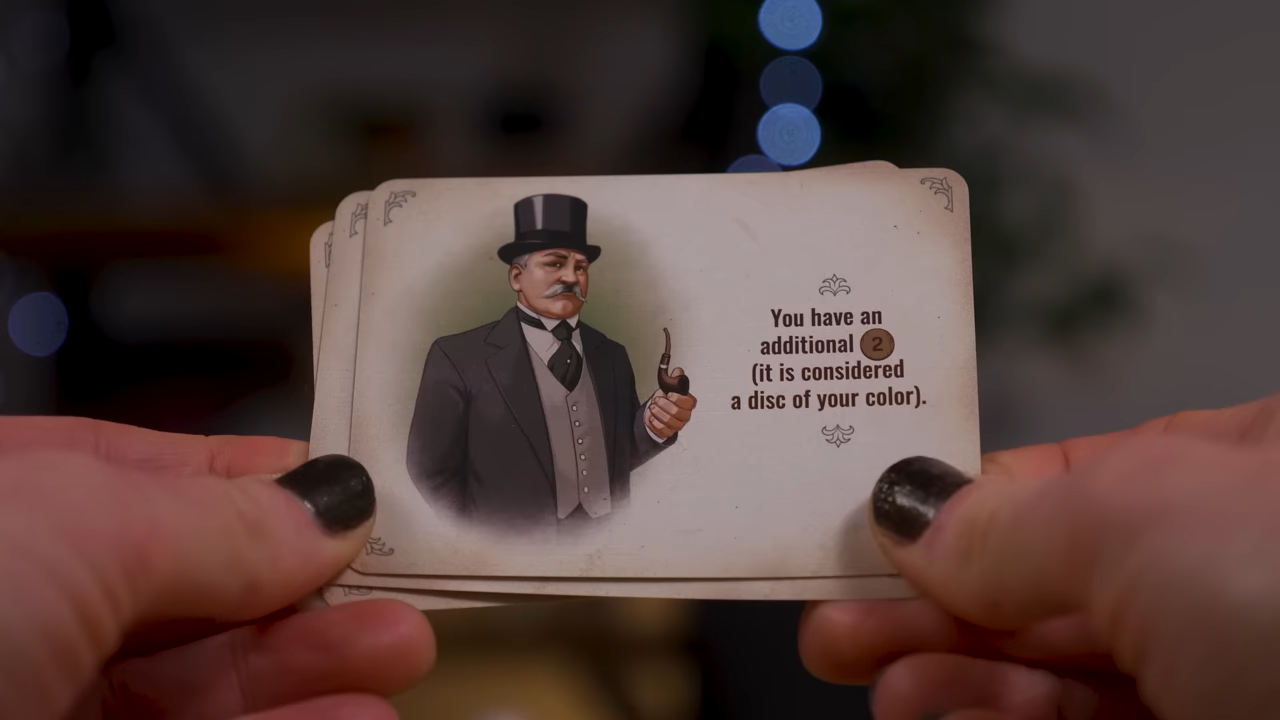 You have an
additional 2
(it is considered
a disc of your color).